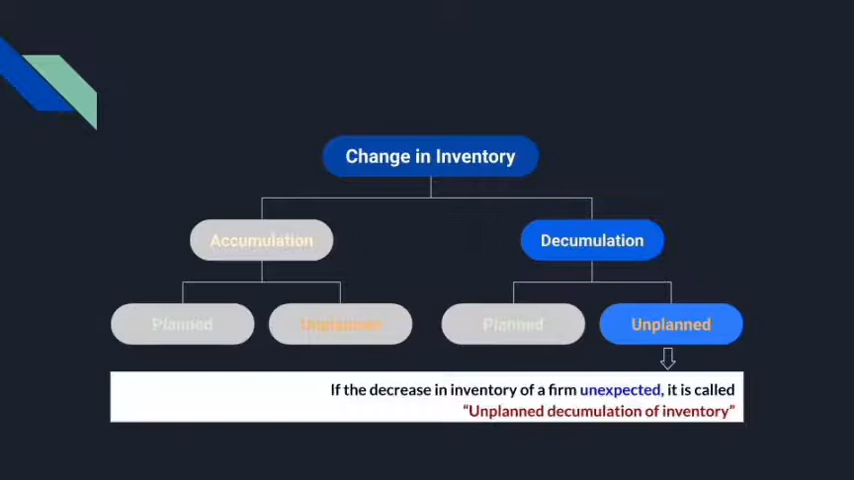 Change in Inventory
Accumulation
Decumulation
Planned
Unplanned
Planned
Unplanned
If the decrease in inventory of a firm unexpected, it is called
“Unplanned decumulation of inventory”